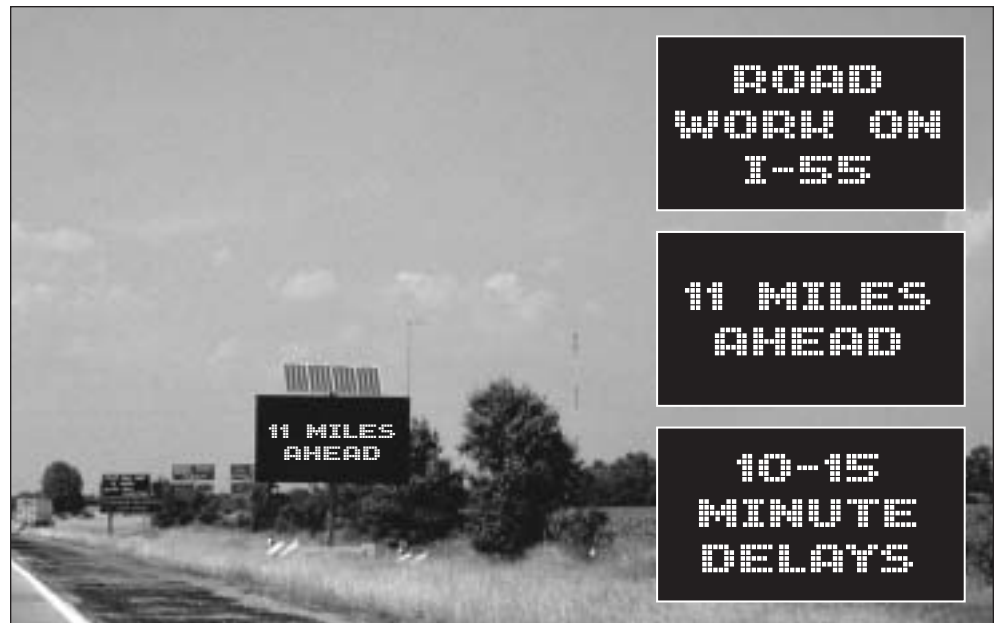 ROAD
WORK ON
I-55
11 MILES
AHEAD
10-15
MINUTE
DELAYS
11 MILES
AHEAD